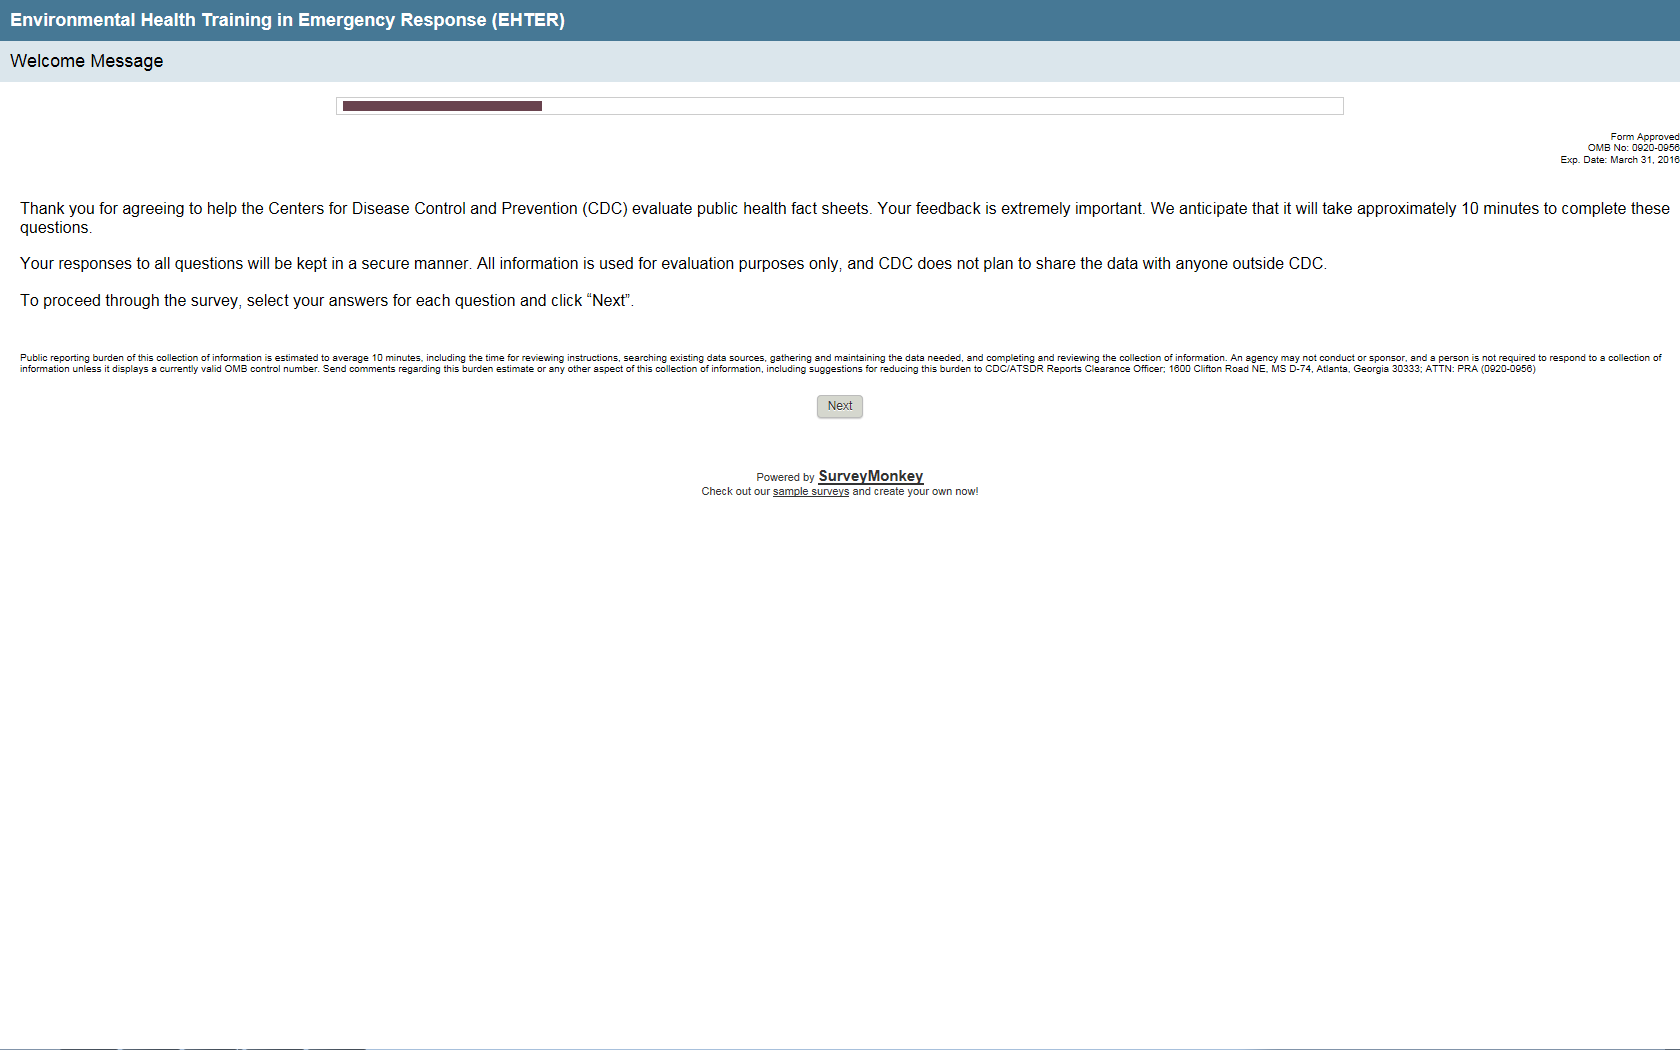 Environmental Health Training in Emergency Response (EHTER)
Welcome Message
Form Approved
OMB No: 0920-0956
Exp. Date: March 31, 2016
Thank you for agreeing to help the Centers for Disease Control and Prevention (CDC) evaluate public health fact sheets. Your feedback is extremely important. We anticipate that it will take approximately 10 minutes to complete these
questions.
Your responses to all questions will be kept in a secure manner. All information is used for evaluation purposes only, and CDC does not plan to share the data with anyone outside CDC.
To proceed through the survey, select your answers for each question and click “Next”.
Public reporting burden of this collection of information is estimated to average 10 minutes, including the time for reviewing instructions, searching existing data sources, gathering and maintaining the data needed, and completing and reviewing the collection of information. An agency may not conduct or sponsor, and a person is not required to respond to a collection of
information unless it displays a currently valid OMB control number. Send comments regarding this burden estimate or any other aspect of this collection of information, including suggestions for reducing this burden to CDC/ATSDR Reports Clearance Officer; 1600 Clifton Road NE, MS D-74, Atlanta, Georgia 30333; ATTN: PRA (0920-0956)
Next
Powered by SurveyMonkey
Check out our sample surveys and create your own now!